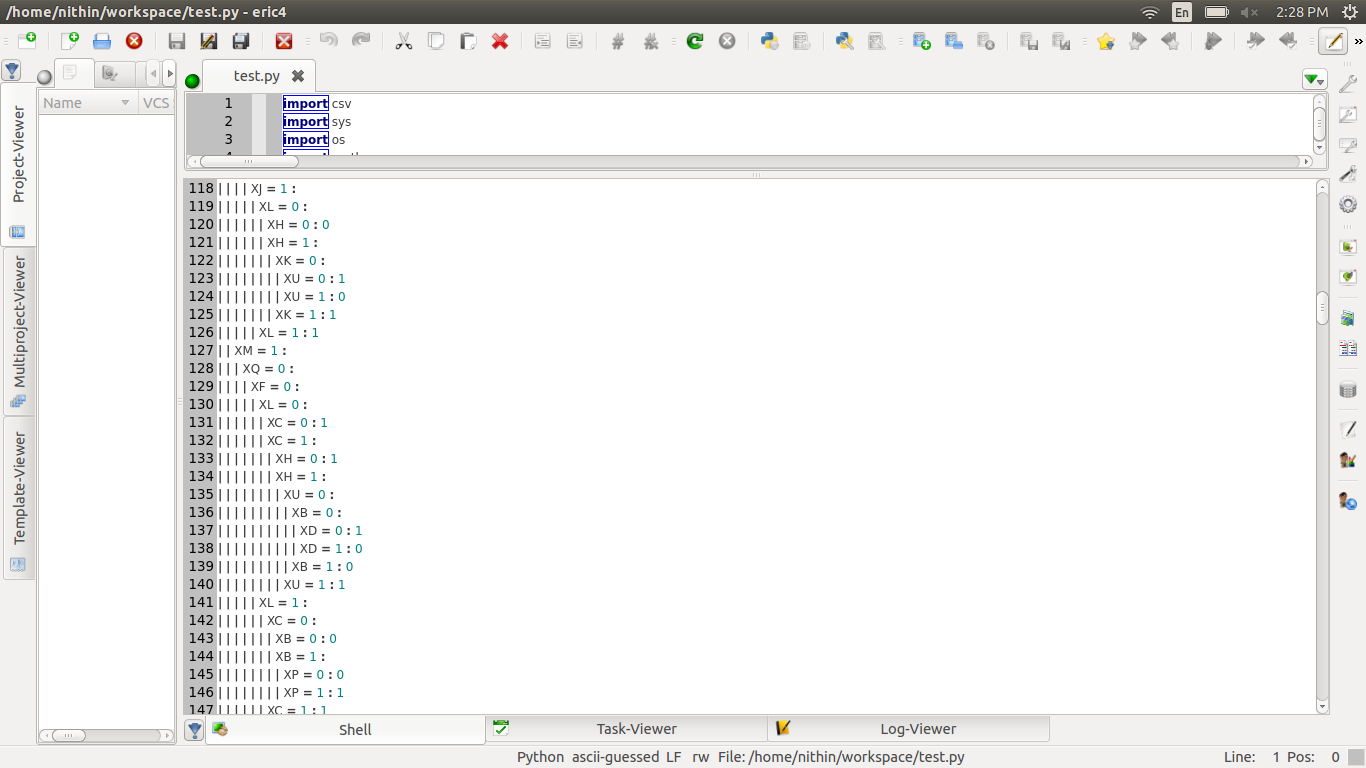 /home/nithin/workspace/test.py - eric4
En
2:28 PM
test.py
Name
VCS
Project-Viewer
Multiproject-Viewer
Template-Viewer
1 import csv
2 import sys
3 import os
118 | | | | XJ = 1 :
119 | | | | | XL = 0 :
120 | | | | | | XH = 0 : 0
121 | | | | | | XH = 1 :
122 | | | | | | | XK = 0 :
123 | | | | | | | | XU = 0 : 1
124 | | | | | | | | XU = 1 : 0
125 | | | | | | | XK = 1 : 1
126 | | | | | XL = 1 : 1
127 | | XM = 1 :
128 | | | XQ = 0 :
129 | | | | XF = 0 :
130 | | | | | XL = 0 :
131 | | | | | | XC = 0 : 1
132 | | | | | | XC = 1 :
133 | | | | | | | XH = 0 : 1
134 | | | | | | | XH = 1 :
135 | | | | | | | | XU = 0 :
136 | | | | | | | | | XB = 0 :
137 | | | | | | | | | | XD = 0 : 1
138 | | | | | | | | | | XD = 1 : 0
139 | | | | | | | | | XB = 1 : 0
140 | | | | | | | | XU = 1 : 1
141 | | | | | XL = 1 :
142 | | | | | | XC = 0 :
143 | | | | | | | XB = 0 : 0
144 | | | | | | | XB = 1 :
145 | | | | | | | | XP = 0 : 0
146 | | | | | | | | XP = 1 : 1
147 | | | | | | XC = 1 : 1
Shell
Task-Viewer
Log-Viewer
Python ascii-guessed LF rw File: /home/nithin/workspace/test.py Line: 1 Pos: 0